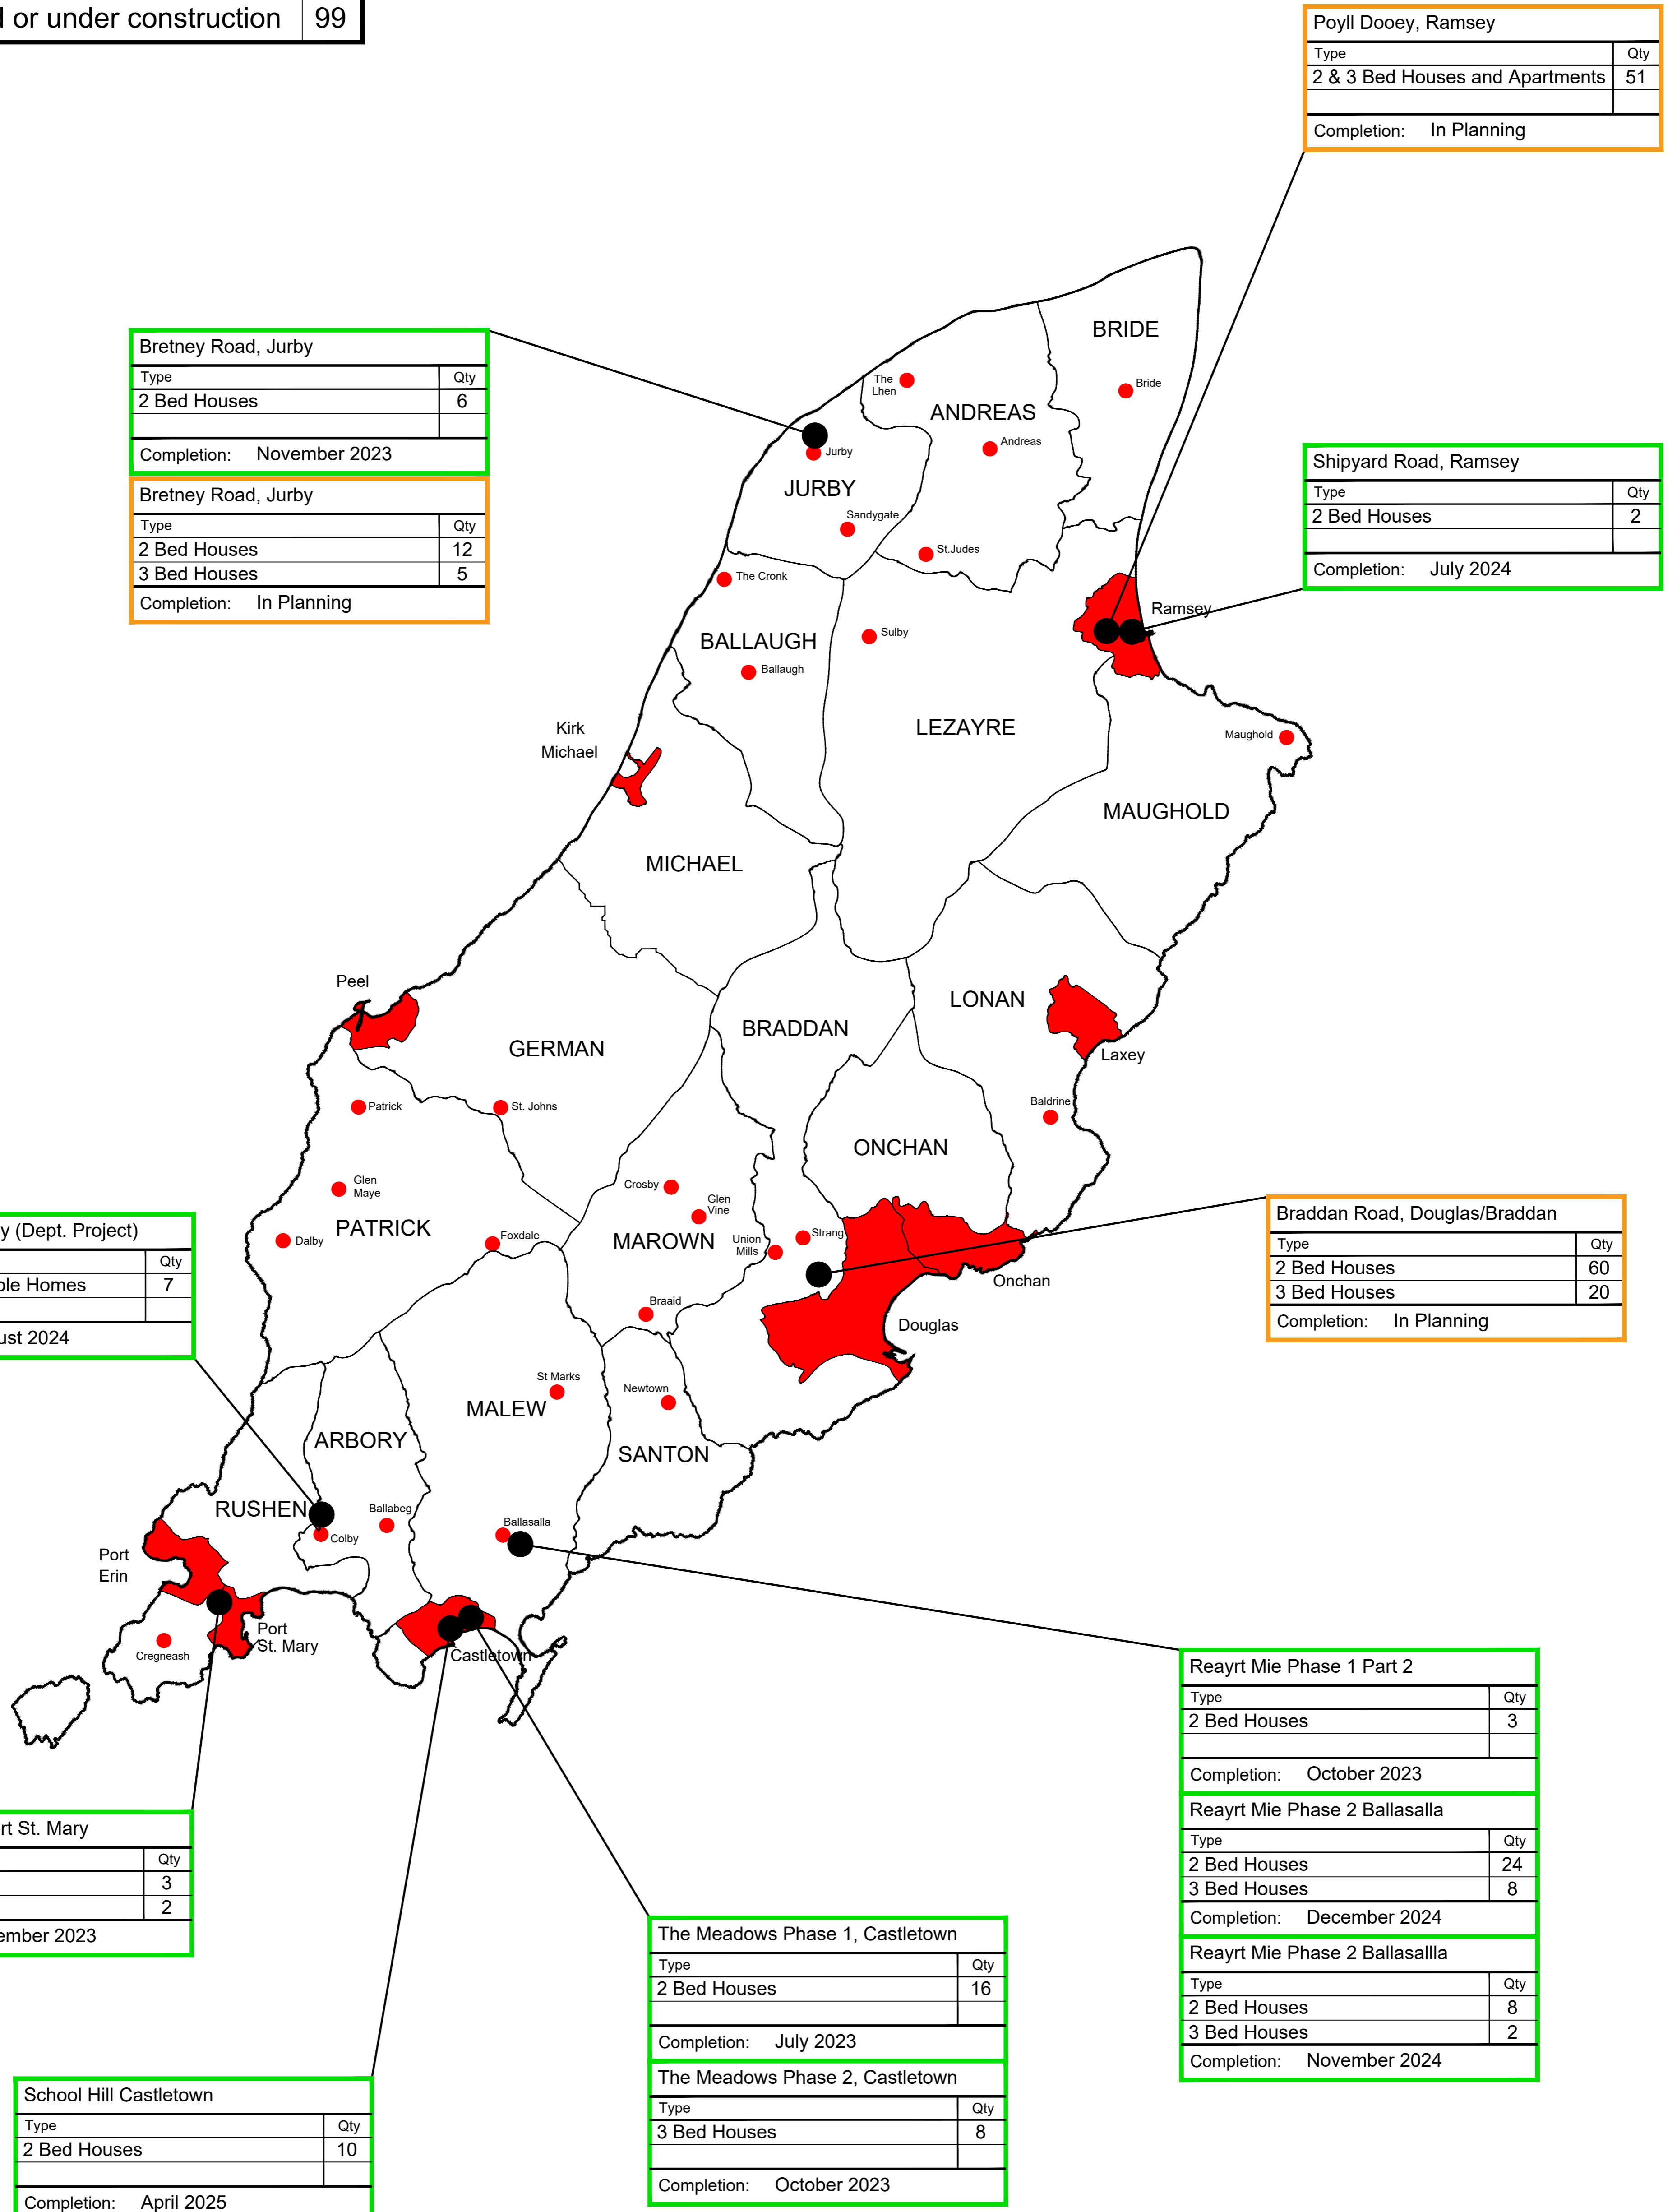 d or under construction 99
Poyll Dooey, Ramsey
Type Qty
2 & 3 Bed Houses and Apartments 51
Completion: In Planning
Bretney Road, Jurby
Type Qty
2 Bed Houses 6
Completion: November 2023
Bretney Road, Jurby
Type Qty
2 Bed Houses 12
3 Bed Houses 5
Completion: In Planning
Shipyard Road, Ramsey
Type Qty
2 Bed Houses 2
Completion: July 2024
BRIDE
Bride
The
Lhen
ANDREAS
Andreas
Jurby
JURBY
Sandygate
St.Judes
The Cronk
Ramsey
Sulby
BALLAUGH
Ballaugh
LEZAYRE
Kirk
Michael
Maughold
MAUGHOLD
MICHAEL
Peel
LONAN
BRADDAN
GERMAN
Laxey
Baldrine
Patrick
St. Johns
ONCHAN
Glen
Maye
Crosby
Glen
Vine
PATRICK
Dalby
Foxdale
MAROWN
Union
Mills
Strang
Onchan
Braaid
Douglas
y (Dept. Project)
Qty
ble Homes 7
ust 2024
Braddan Road, Douglas/Braddan
Type Qty
2 Bed Houses 60
3 Bed Houses 20
Completion: In Planning
St Marks
MALEW
Newtown
ARBORY
SANTON
RUSHEN
Ballabeg
Colby
Ballasalla
Port
Erin
Port
St. Mary
Cregneash
Castletown
Reayrt Mie Phase 1 Part 2
Type Qty
2 Bed Houses 3
Completion: October 2023
Reayrt Mie Phase 2 Ballasalla
Type Qty
2 Bed Houses 24
3 Bed Houses 8
Completion: December 2024
Reayrt Mie Phase 2 Ballasallla
Type Qty
2 Bed Houses 8
3 Bed Houses 2
Completion: November 2024
rt St. Mary
Qty
3
2
ember 2023
The Meadows Phase 1, Castletown
Type Qty
2 Bed Houses 16
Completion: July 2023
The Meadows Phase 2, Castletown
Type Qty
3 Bed Houses 8
Completion: October 2023
School Hill Castletown
Type Qty
2 Bed Houses 10
Completion: April 2025